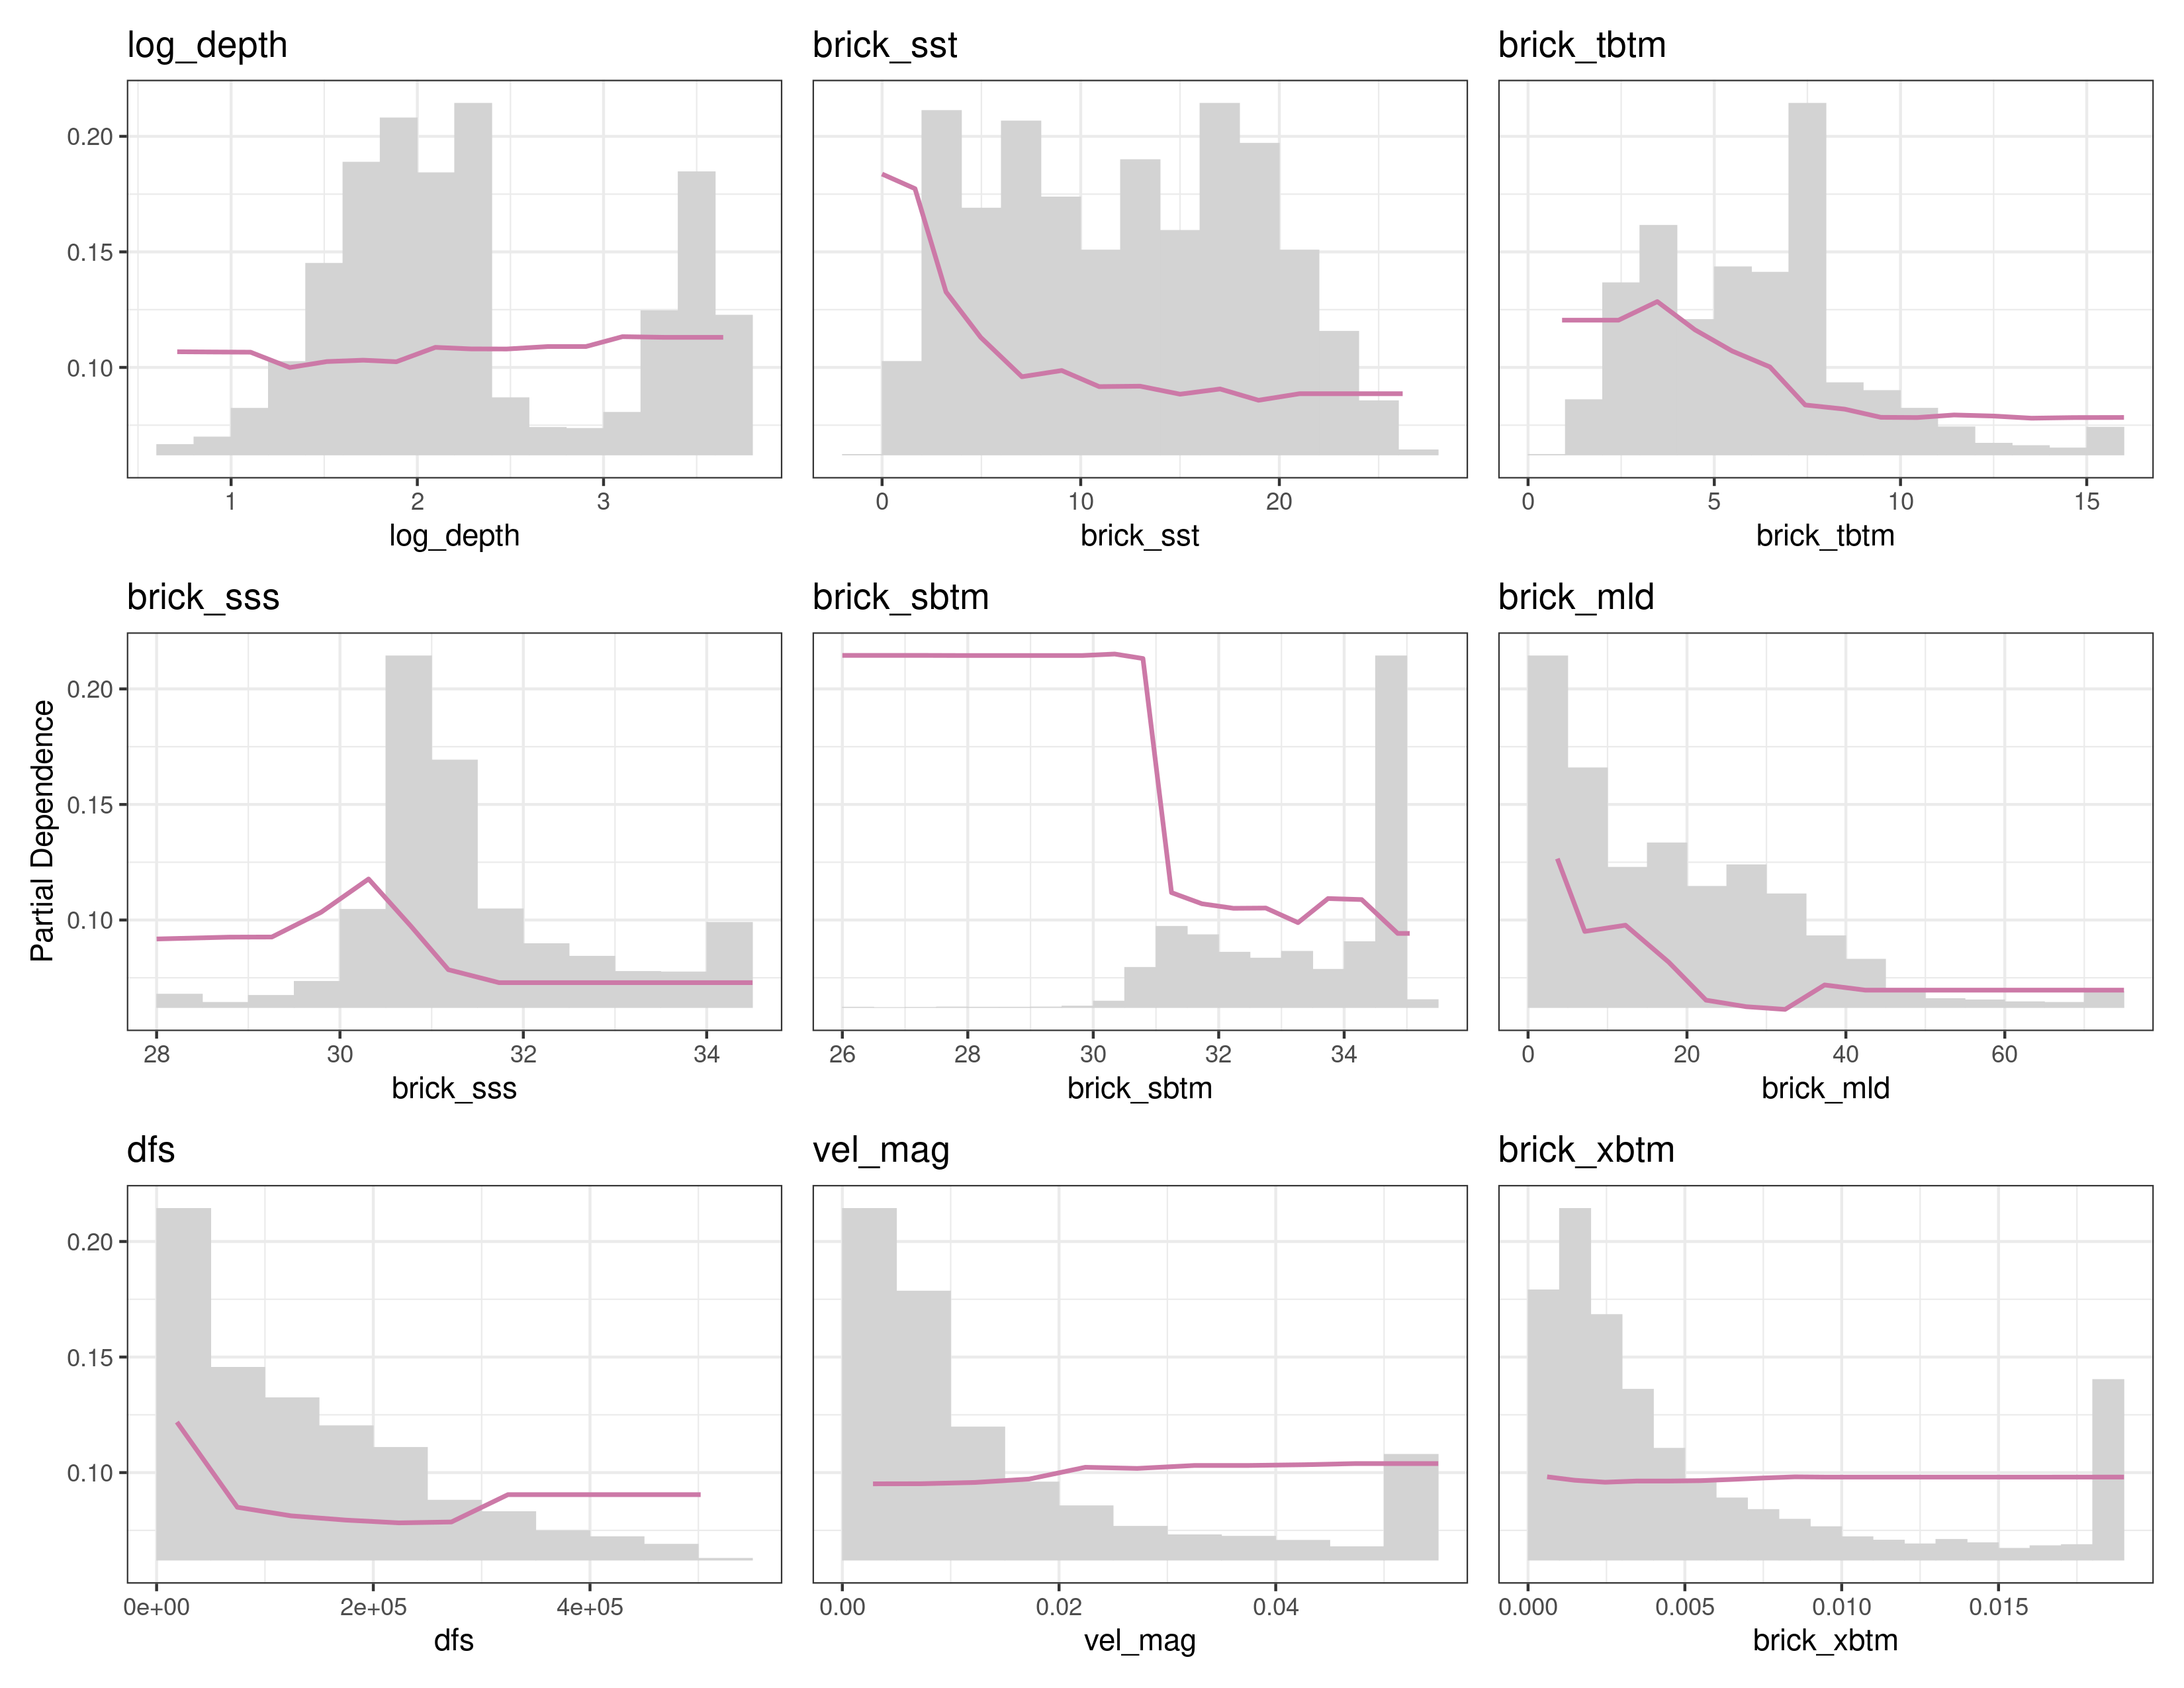 log_depth
brick_sst
brick_tbtm
0.20
0.15
0.10
1 2 3
0 10 20
0 5 10 15
log_depth
brick_sst
brick_tbtm
brick_sss
brick_sbtm
brick_mld
Partial Dependence
0.20
0.15
0.10
28 30 32 34
26 28 30 32 34
0 20 40 60
brick_sss
brick_sbtm
brick_mld
dfs
vel_mag
brick_xbtm
0.20
0.15
0.10
0e+00 2e+05 4e+05
0.00 0.02 0.04
0.000 0.005 0.010 0.015
dfs
vel_mag
brick_xbtm